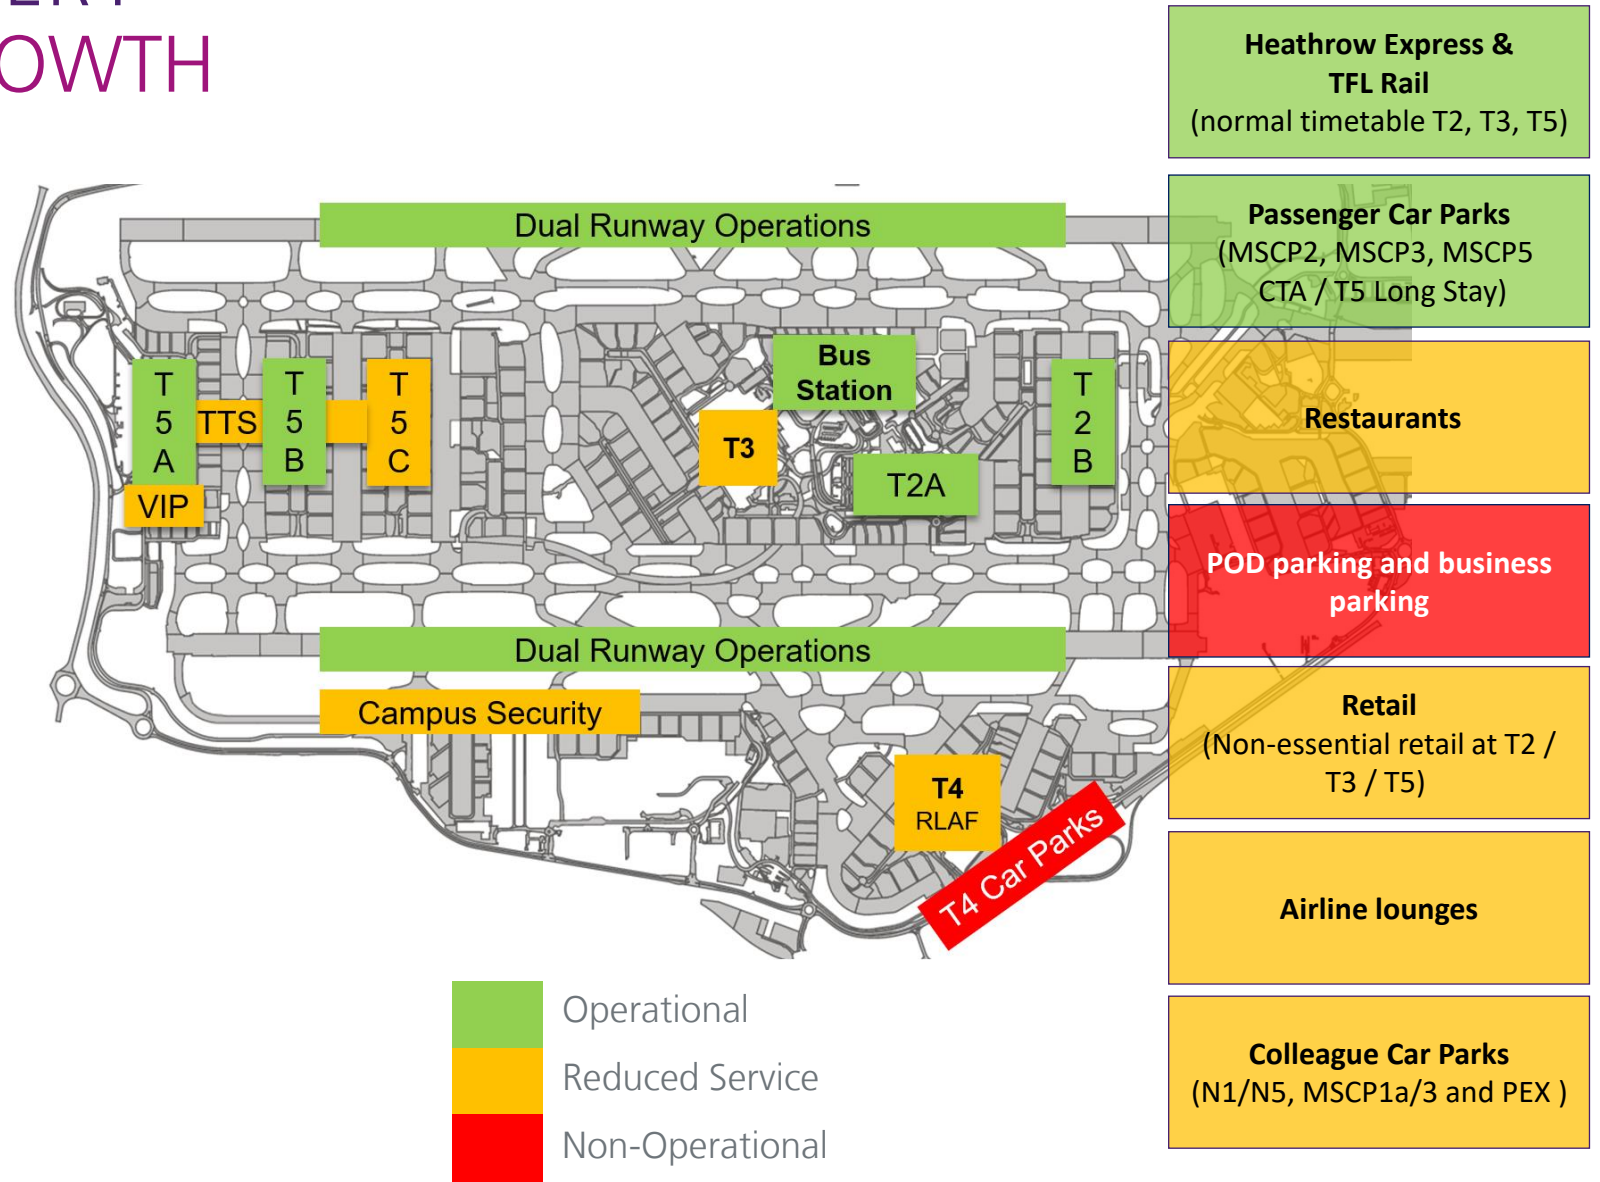 OWTH
Heathrow Express &
TFL Rail
(normal timetable T2, T3, T5)
Passenger Car Parks
(MSCP2, MSCP3, MSCP5
CTA / T5 Long Stay)
Restaurants
POD parking and business
parking
Retail
(Non-essential retail at T2 /
T3 / T5)
Airline lounges
Colleague Car Parks
(N1/N5, MSCP1a/3 and PEX )
Dual Runway Operations
T
5
A
TTS
T
5
B
T
5
C
VIP
T3
Bus
Station
T2A
T
2
B
Dual Runway Operations
Campus Security
T4
RLAF
T4 Car Parks
Operational
Reduced Service
Non-Operational